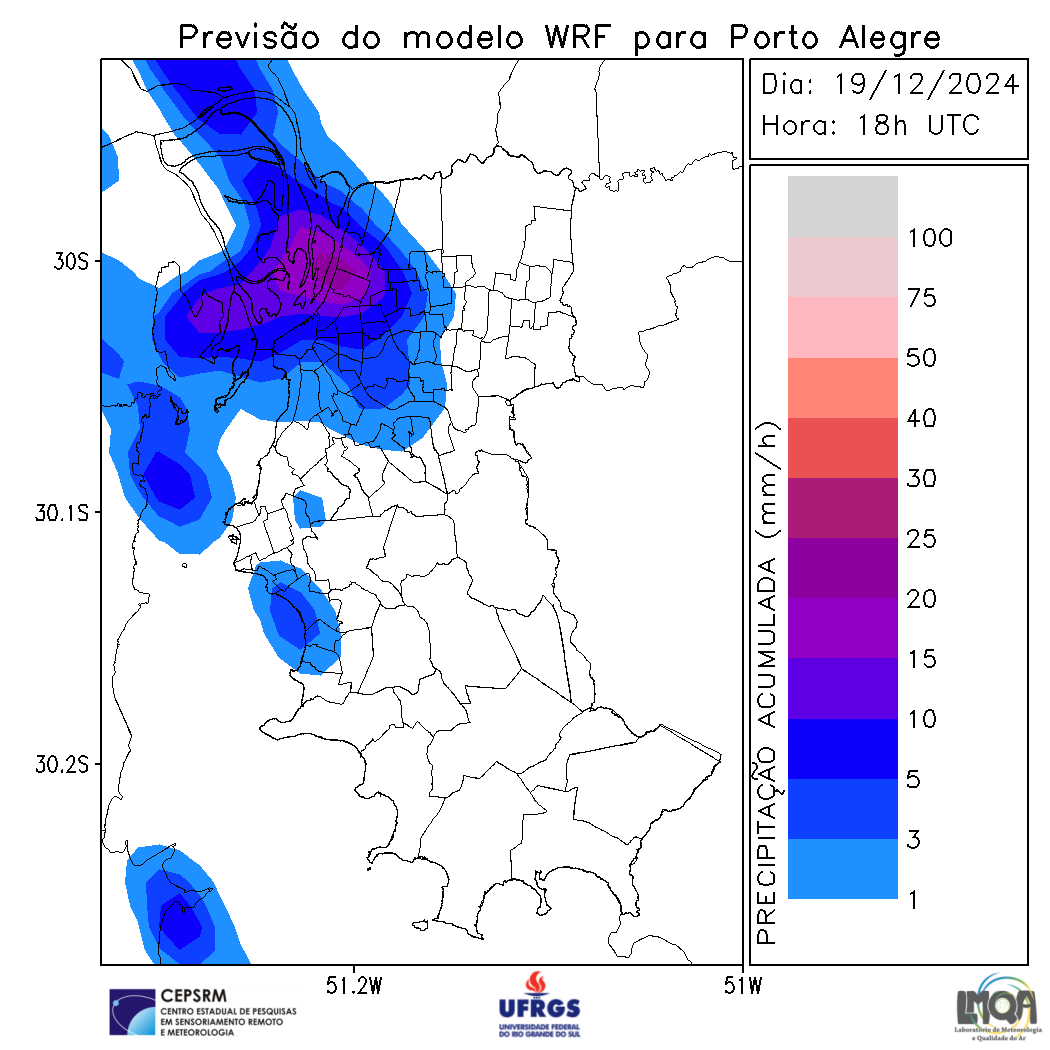 Previsão do modelo WRF para Porto Alegre
Dia: 19/12/2024
Hora: 18h UTC
30S
30.1S
30.2S
51.2W
51W
PRECIPITAÇÃO ACUMULADA (mm/h)
100
75
50
40
30
25
20
15
10
5
3
1
CEPSRM
CENTRO ESTADUAL DE PESQUISAS
EM SENSORIAMENTO REMOTO
E METEOROLOGIA
UFRGS
UNIVERSIDADE FEDERAL
DO RIO GRANDE DO SUL
LMQA
Laboratório de Meteorologia
e Qualidade do Ar